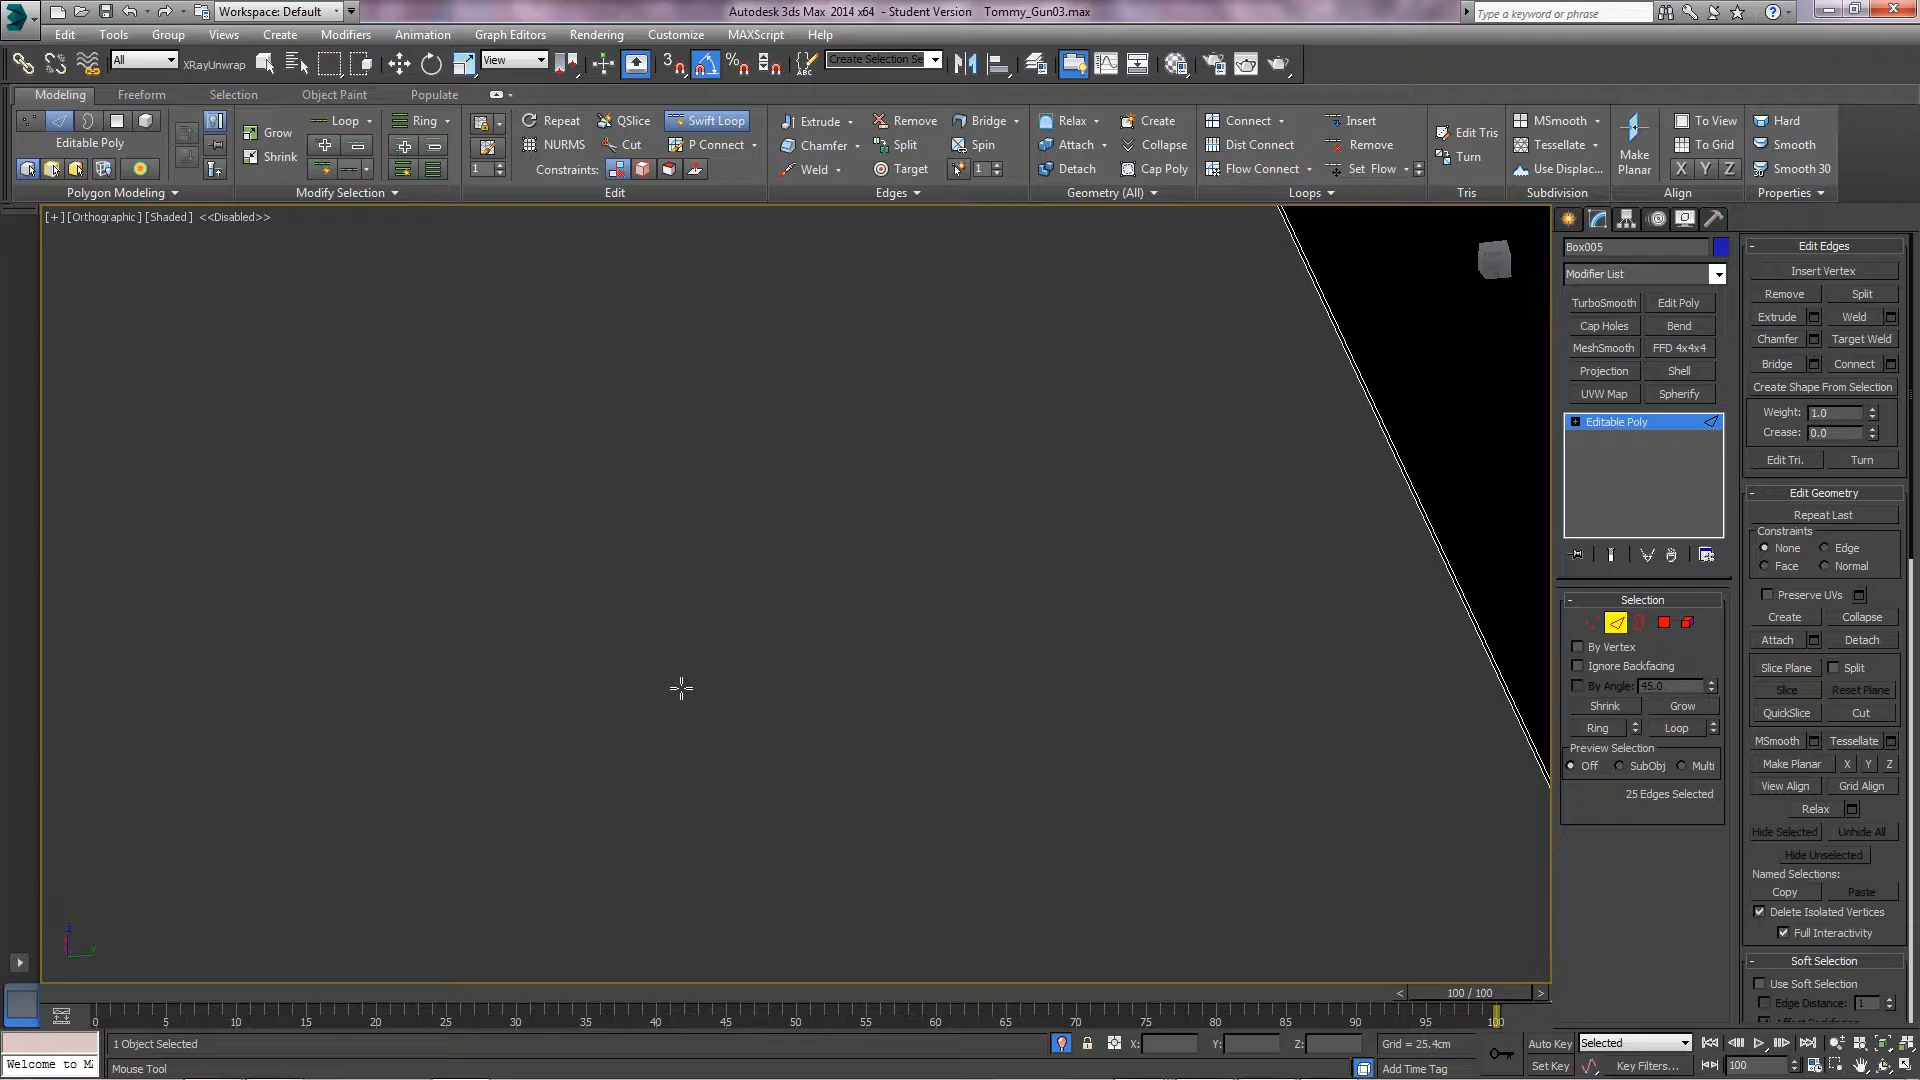 Workspace: Default
Autodesk 3ds Max 2014 x64 - Student Version Tommy_Gun03.max
Type a keyword or phrase
Edit Tools Group Views Create Modifiers Animation Graph Editors Rendering Customize MAXScript Help
All XRayUnwrap View 3 Create Selection Se
Modeling Freeform Selection Object Paint Populate
Loop Ring Repeat QSlice Swift Loop Extrude Remove Bridge Relax Create Connect Insert MSmooth To View Hard
Editable Poly Grow NURMS Cut P Connect Chamfer Split Spin Attach Collapse Dist Connect Remove Edit Tris Tessellate To Grid Smooth
Shrink 1 Constraints: Weld Target 1 Detach Cap Poly Flow Connect Set Flow Turn Use Displac... Make Planar X Y Z Smooth 30
Polygon Modeling Modify Selection Edit Edges Geometry (All) Loops Tris Subdivision Align Properties
[+] [Orthographic] [Shaded] <<Disabled>>
Box005
Modifier List
TurboSmooth Edit Poly
Cap Holes Bend
MeshSmooth FFD 4x4x4
Projection Shell
UVW Map Spherify
Editable Poly
Selection
By Vertex
Ignore Backfacing
By Angle: 45.0
Shrink Grow
Ring Loop
Preview Selection
Off SubObj Multi
25 Edges Selected
Edit Edges
Insert Vertex
Remove Split
Extrude Weld
Chamfer Target Weld
Bridge Connect
Create Shape From Selection
Weight: 1.0
Crease: 0.0
Edit Tri. Turn
Edit Geometry
Repeat Last
Constraints
None Edge
Face Normal
Preserve UVs
Create Collapse
Attach Detach
Slice Plane Split
Slice Reset Plane
QuickSlice Cut
MSmooth Tessellate
Make Planar X Y Z
View Align Grid Align
Relax
Hide Selected Unhide All
Hide Unselected
Named Selections:
Copy Paste
Delete Isolated Vertices
Full Interactivity
Soft Selection
Use Soft Selection
Edge Distance: 1
100 / 100
0 5 10 15 20 25 30 35 40 45 50 55 60 65 70 75 80 85 90 95 100
1 Object Selected X: Y: Z: Grid = 25.4cm Auto Key Selected
Welcome to Mouse Tool Add Time Tag Set Key Key Filters... 100